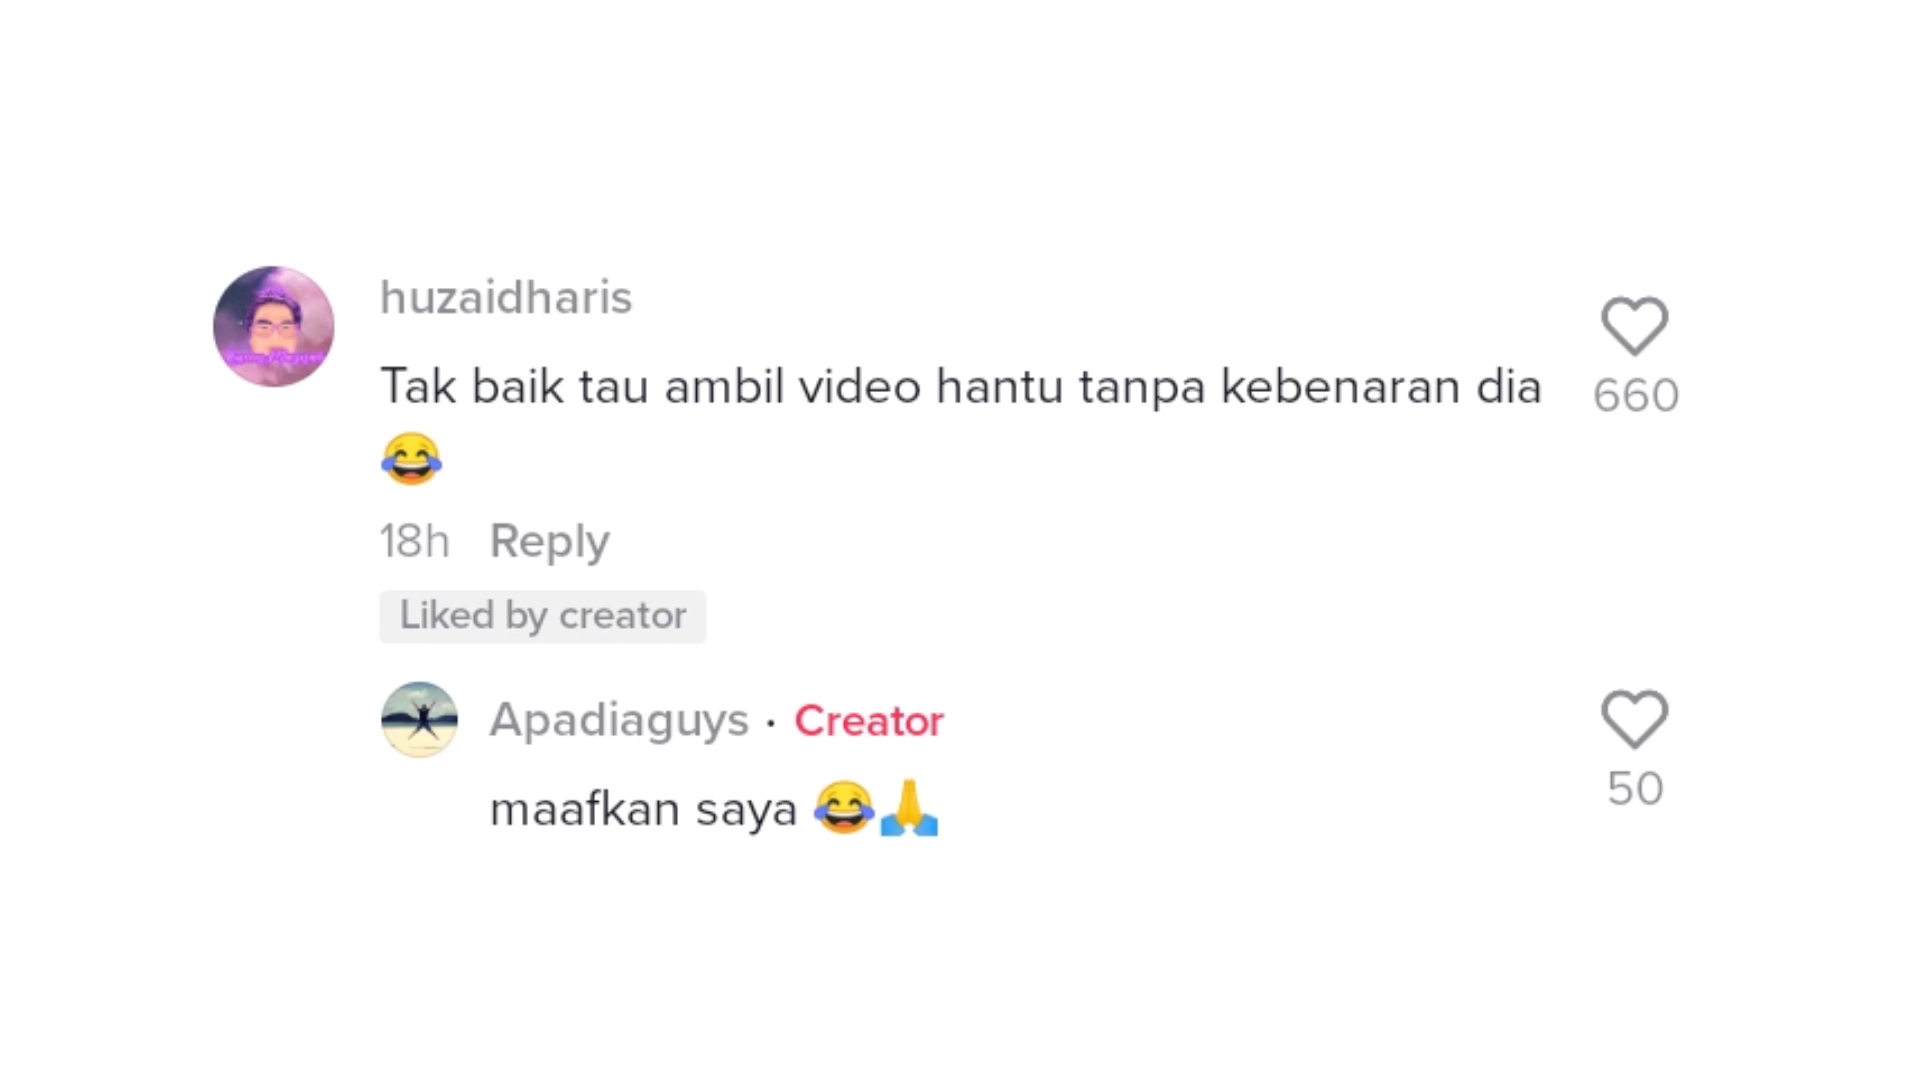 huzaidharis
Tak baik tau ambil video hantu tanpa kebenaran dia
😂
660
18h Reply
Liked by creator
Apadiaguys · Creator
maafkan saya 😂🙏
50